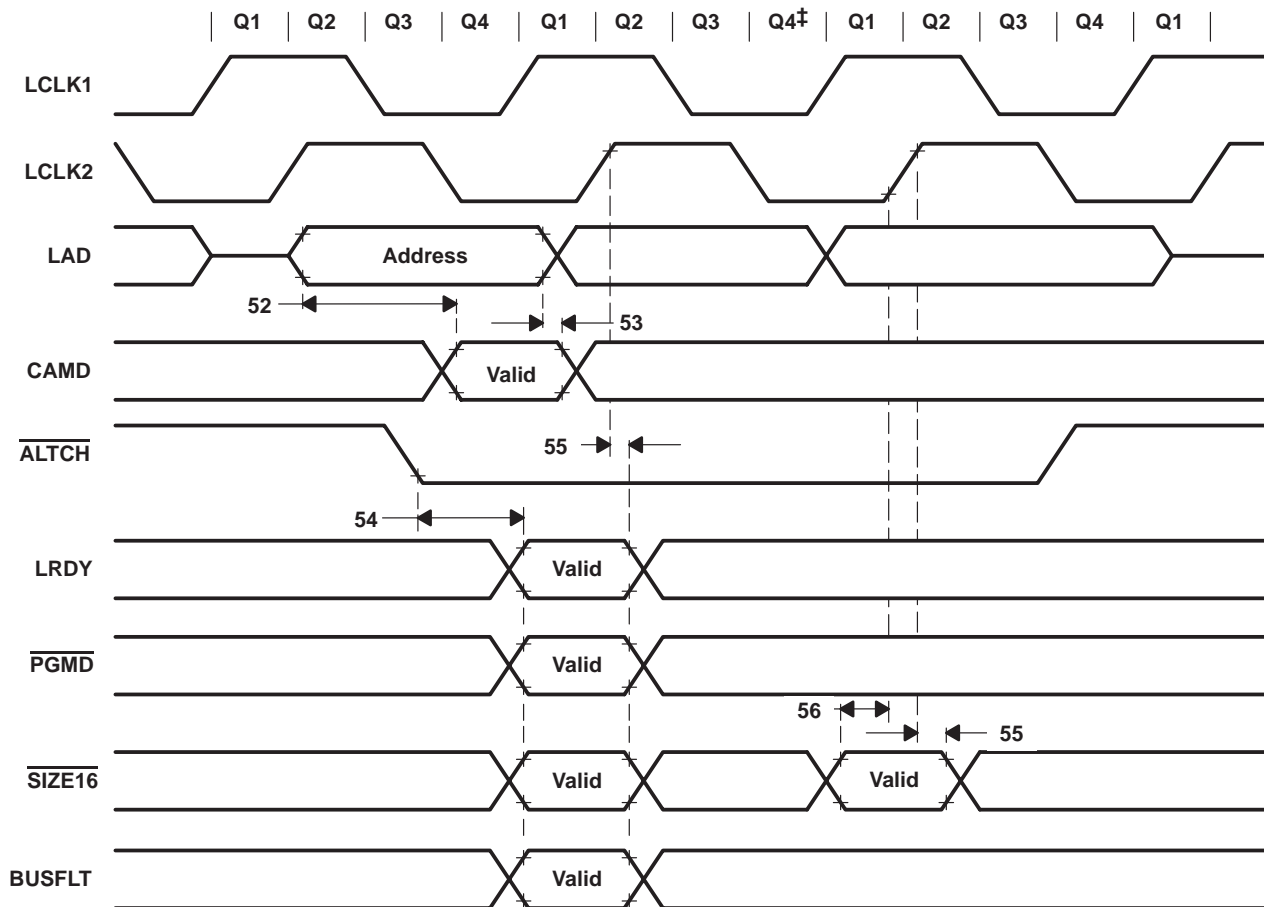 Q1 Q2 Q3 Q4 Q1 Q2 Q3 Q4‡ Q1 Q2 Q3 Q4 Q1
LCLK1
LCLK2
LAD Address
52
53
CAMD Valid
ALTCH
55
54
LRDY Valid
PGMD Valid
56
55
SIZE16 Valid Valid
BUSFLT Valid